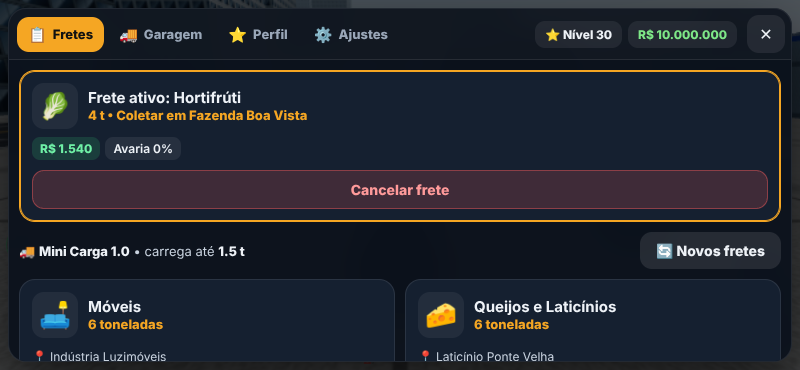 Fretes
Garagem
Perfil
Ajustes
Nível 30
R$ 10.000.000
✕
Frete ativo: Hortifrúti
4 t • Coletar em Fazenda Boa Vista
R$ 1.540
Avaria 0%
Cancelar frete
Mini Carga 1.0 • carrega até 1.5 t
Novos fretes
Móveis
6 toneladas
Indústria Luzimóveis
Queijos e Laticínios
6 toneladas
Laticínio Ponte Velha